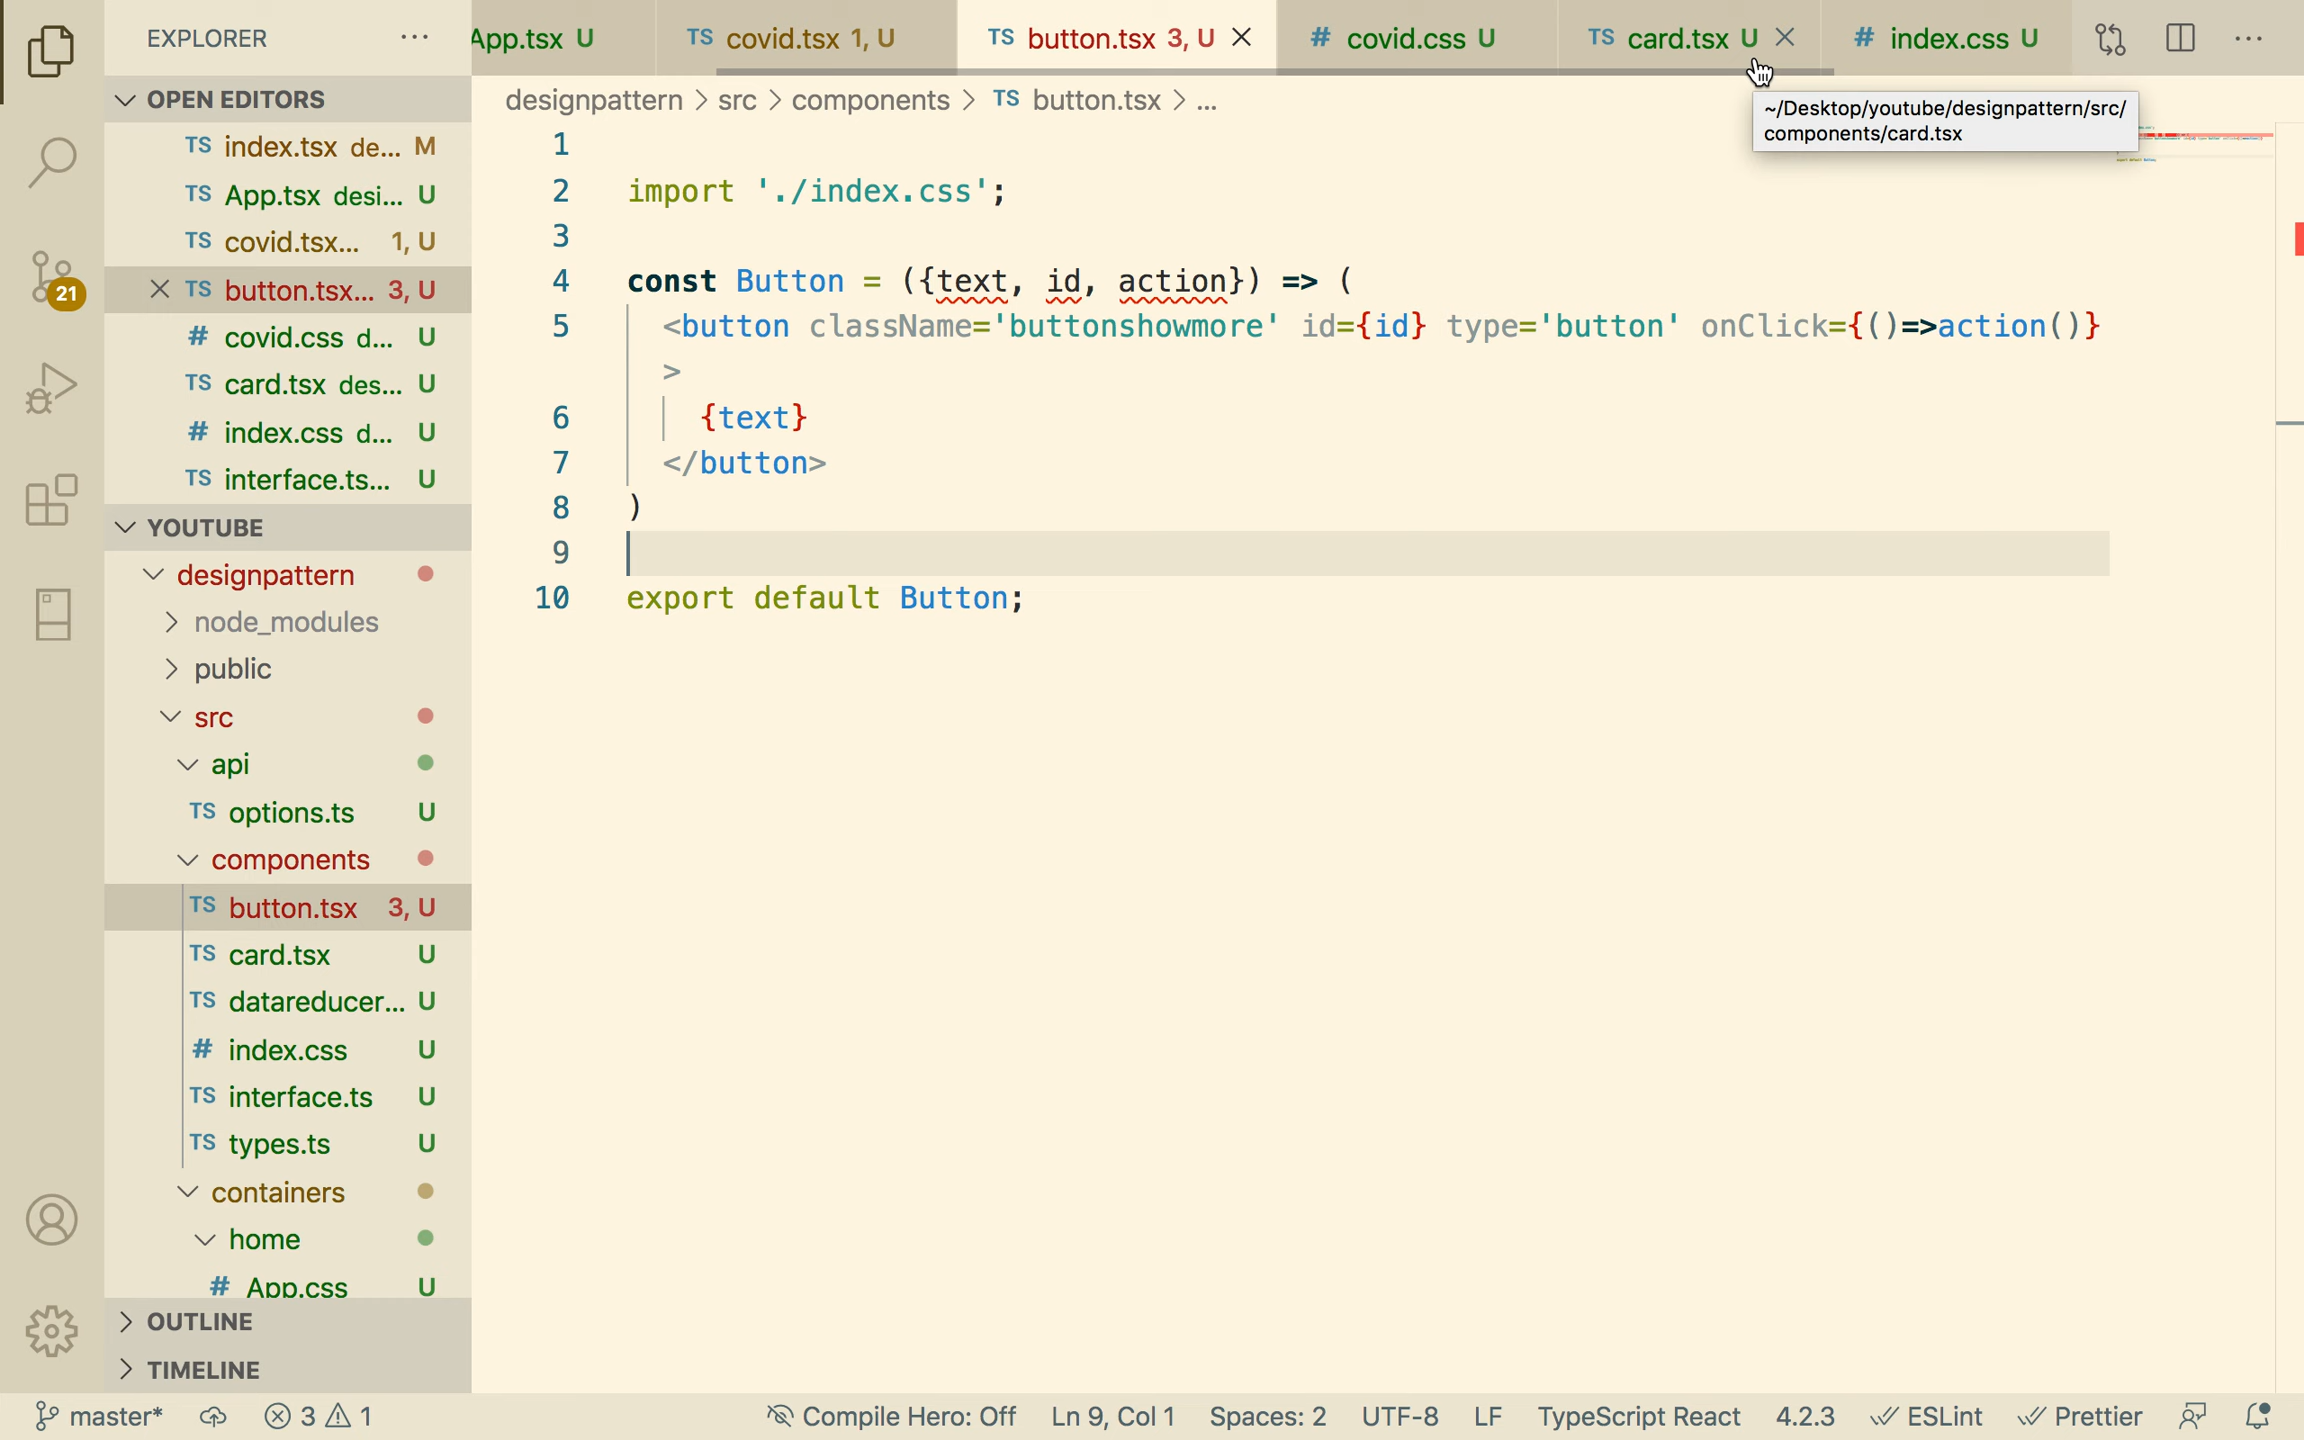 EXPLORER ...
App.tsx U
TS covid.tsx 1, U
TS button.tsx 3, U
# covid.css U
TS card.tsx U
# index.css U
OPEN EDITORS
TS index.tsx de... M
TS App.tsx desi... U
TS covid.tsx... 1, U
TS button.tsx... 3, U
# covid.css d... U
TS card.tsx des... U
# index.css d... U
TS interface.ts... U
YOUTUBE
designpattern
node_modules
public
src
api
TS options.ts U
components
TS button.tsx 3, U
TS card.tsx U
TS datareducer... U
# index.css U
TS interface.ts U
TS types.ts U
containers
home
# App.css U
OUTLINE
TIMELINE
21
designpattern > src > components > TS button.tsx > ...
~/Desktop/youtube/designpattern/src/
components/card.tsx
1
2 import './index.css';
3
4 const Button = ({text, id, action}) => (
5 <button className='buttonshowmore' id={id} type='button' onClick={()=>action()}
>
6 {text}
7 </button>
8 )
9
10 export default Button;
master* 3 1 Compile Hero: Off Ln 9, Col 1 Spaces: 2 UTF-8 LF TypeScript React 4.2.3 ESLint Prettier